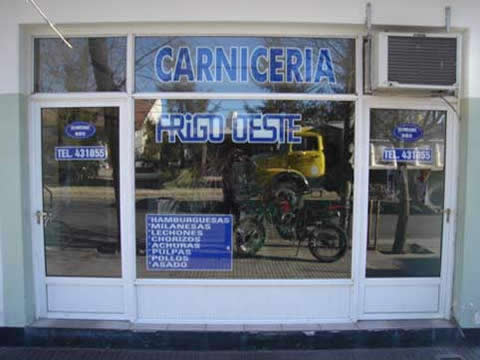 CARNICERIA
FRIGO OESTE
TEL. 431855
TEL. 431855
*HAMBURGUESAS
*MILANESAS
*LECHONES
*CHORIZOS
*ACHURAS
*PULPAS
*POLLOS
*ASADO